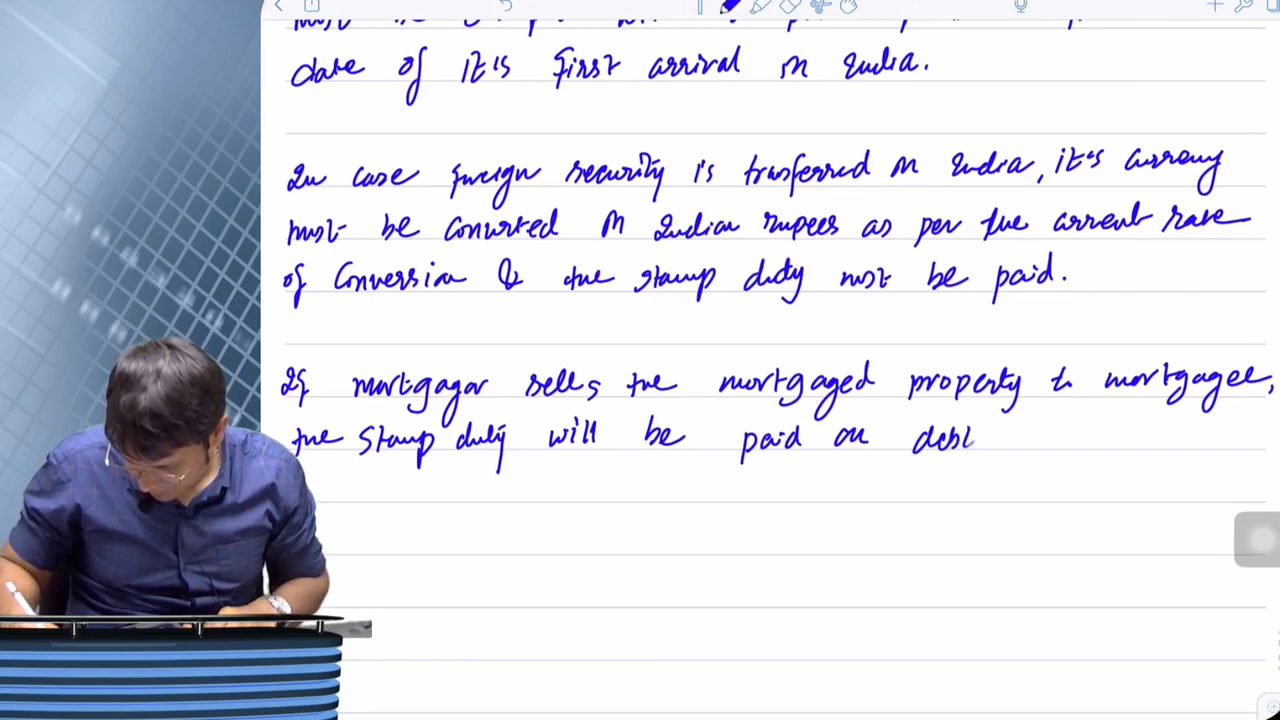 date of it's first arrival in India.
In case foreign security is transferred in India, it's currency
must be converted in Indian rupees as per the current rate
of conversion & the stamp duty must be paid.
If mortgagor sells the mortgaged property to mortgagee,
the stamp duty will be paid on debt